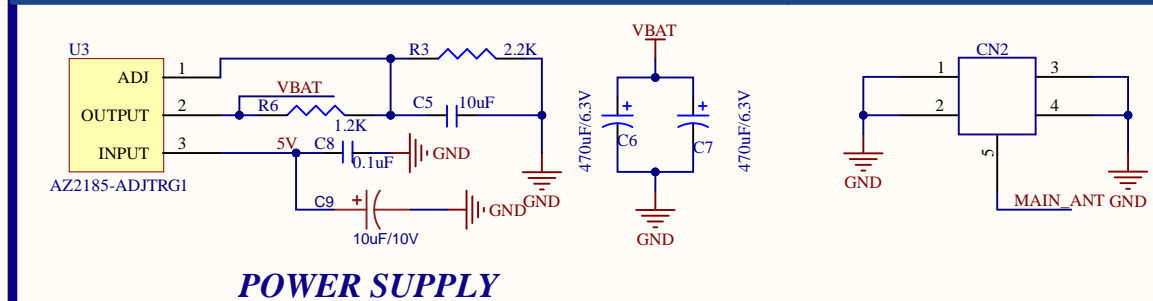 U3
ADJ
1
OUTPUT
2
INPUT
3
AZ2185-ADJTRG1
VBAT
R6
1.2K
R3
2.2K
C5
10uF
5V
C8
0.1uF
GND
C9
+
10uF/10V
GND
GND
POWER SUPPLY
VBAT
470uF/6.3V
+
C6
+
C7
470uF/6.3V
GND
CN2
1
2
3
4
5
GND
MAIN_ANT
GND